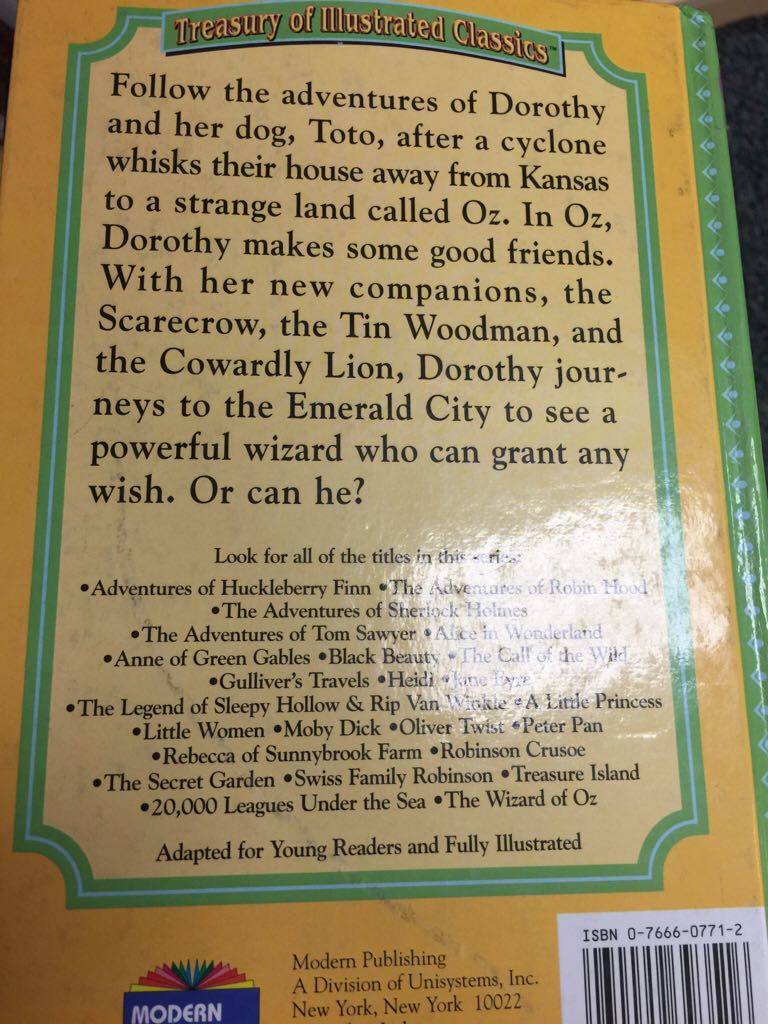 Treasury of Illustrated Classics™
Follow the adventures of Dorothy
and her dog, Toto, after a cyclone
whisks their house away from Kansas
to a strange land called Oz. In Oz,
Dorothy makes some good friends.
With her new companions, the
Scarecrow, the Tin Woodman, and
the Cowardly Lion, Dorothy jour-
neys to the Emerald City to see a
powerful wizard who can grant any
wish. Or can he?
Look for all of the titles in this series:
•Adventures of Huckleberry Finn •The Adventures of Robin Hood
•The Adventures of Sherlock Holmes
•The Adventures of Tom Sawyer •Alice in Wonderland
•Anne of Green Gables •Black Beauty •The Call of the Wild
•Gulliver's Travels •Heidi •Jane Eyre
•The Legend of Sleepy Hollow & Rip Van Winkle •A Little Princess
•Little Women •Moby Dick •Oliver Twist •Peter Pan
•Rebecca of Sunnybrook Farm •Robinson Crusoe
•The Secret Garden •Swiss Family Robinson •Treasure Island
•20,000 Leagues Under the Sea •The Wizard of Oz
Adapted for Young Readers and Fully Illustrated
ISBN 0-7666-0771-2
MODERN
Modern Publishing
A Division of Unisystems, Inc.
New York, New York 10022